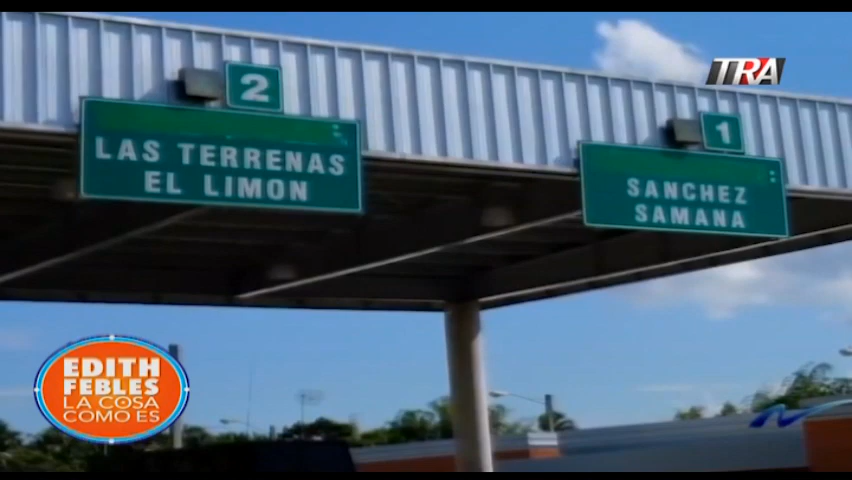 TRA
2
1
LAS TERRENAS
EL LIMON
SANCHEZ
SAMANA
EDITH
FEBLES
LA COSA
COMO ES